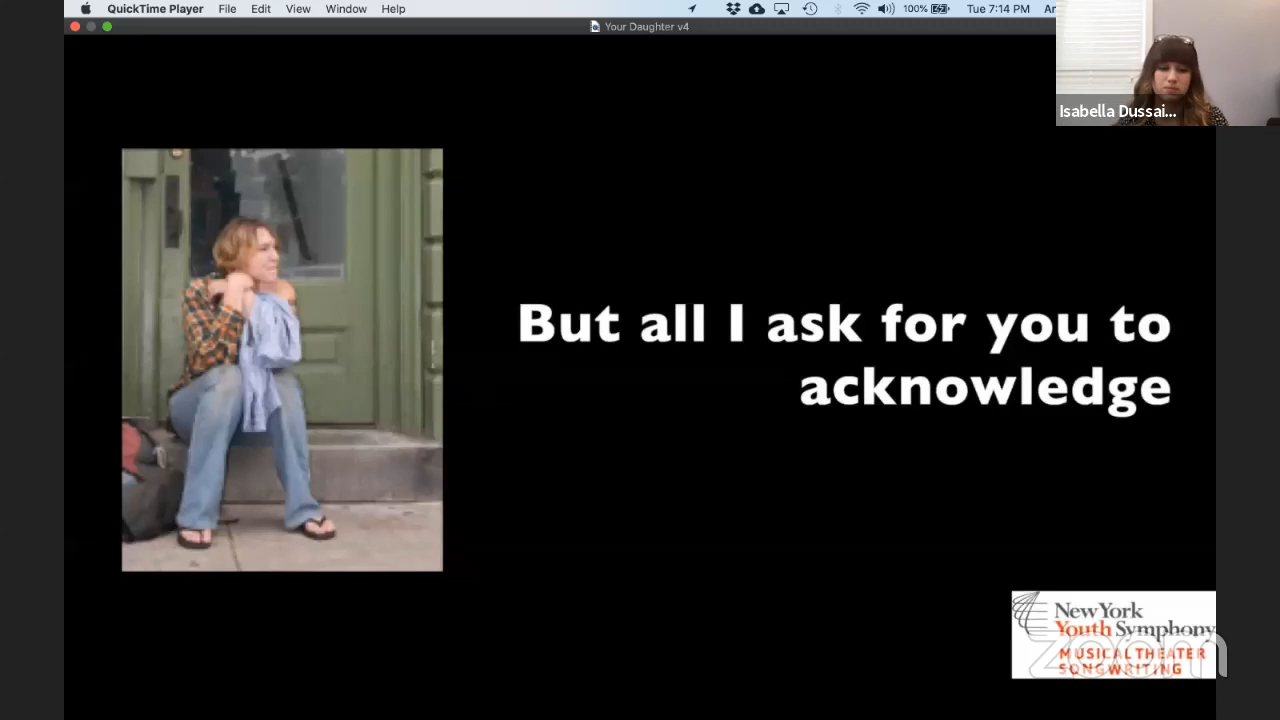 QuickTime Player File Edit View Window Help 100% Tue 7:14 PM
Your Daughter v4
Isabella Dussai...
But all I ask for you to
acknowledge
New York
Youth Symphony
MUSICAL THEATER
SONGWRITING
zoom